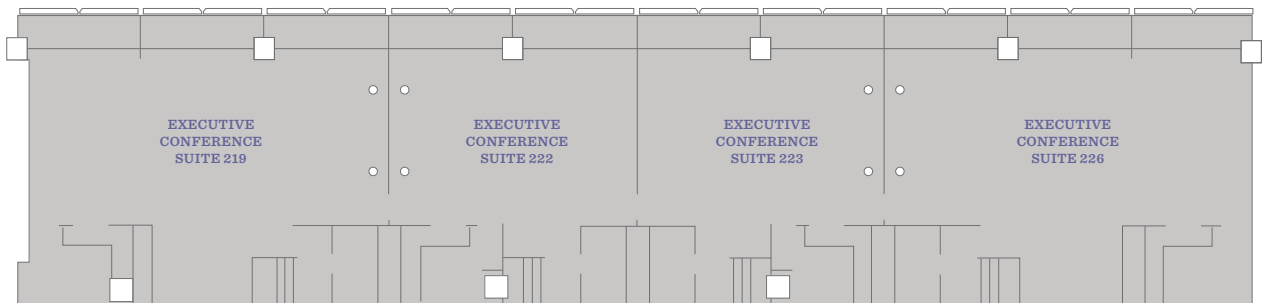 EXECUTIVE
CONFERENCE
SUITE 219
EXECUTIVE
CONFERENCE
SUITE 222
EXECUTIVE
CONFERENCE
SUITE 223
EXECUTIVE
CONFERENCE
SUITE 226